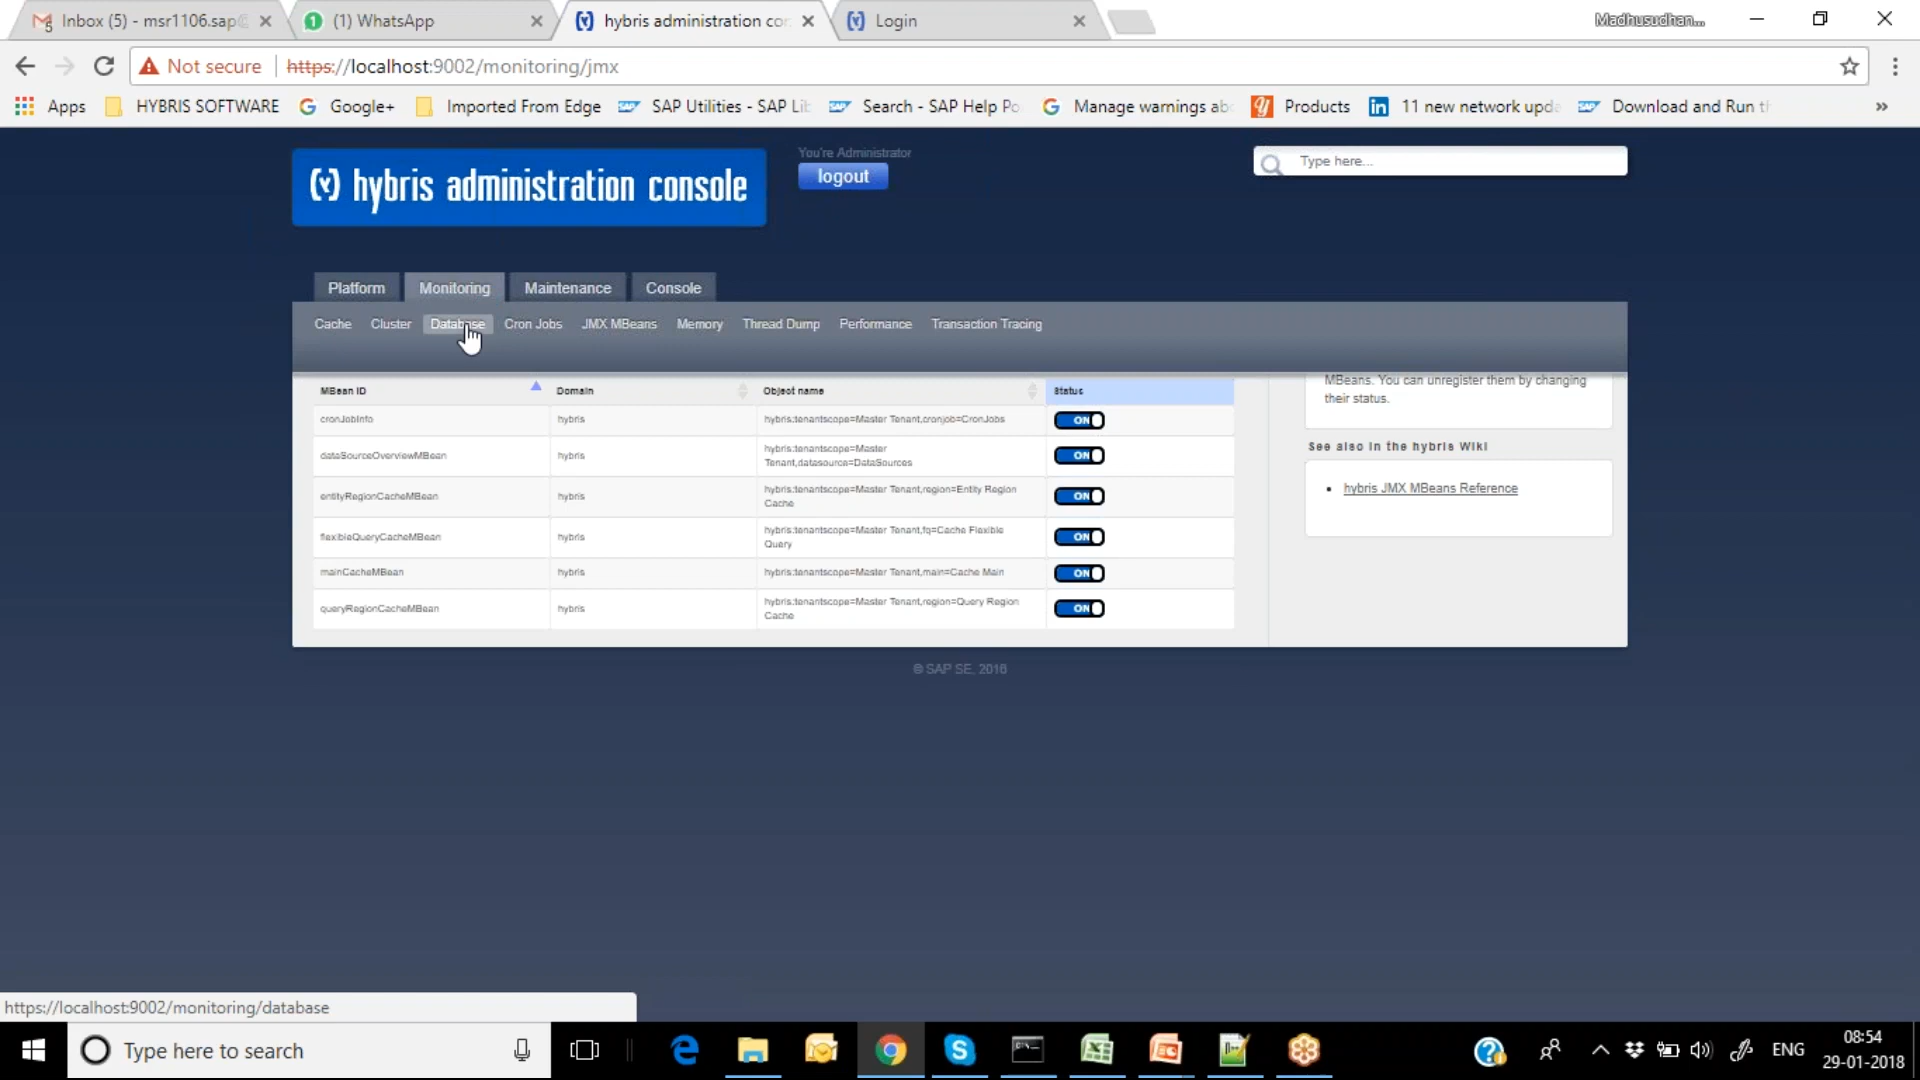 Inbox (5) - msr1106.sap@
(1) WhatsApp
hybris administration con
Login
Madhusudhan...
Not secure
https://localhost:9002/monitoring/jmx
Apps
HYBRIS SOFTWARE
Google+
Imported From Edge
SAP Utilities - SAP Lib
Search - SAP Help Po
Manage warnings abo
Products
11 new network upda
Download and Run th
»
(y) hybris administration console
You're Administrator
logout
Type here...
Platform
Monitoring
Maintenance
Console
Cache
Cluster
Database
Cron Jobs
JMX MBeans
Memory
Thread Dump
Performance
Transaction Tracing
MBean ID
Domain
Object name
Status
cronJobInfo
hybris
hybris:tenantscope=Master Tenant,cronjob=CronJobs
ON
dataSourceOverviewMBean
hybris
hybris:tenantscope=Master
Tenant,datasource=DataSources
ON
entityRegionCacheMBean
hybris
hybris:tenantscope=Master Tenant,region=Entity Region
Cache
ON
flexibleQueryCacheMBean
hybris
hybris:tenantscope=Master Tenant,fq=Cache Flexible
Query
ON
mainCacheMBean
hybris
hybris:tenantscope=Master Tenant,main=Cache Main
ON
queryRegionCacheMBean
hybris
hybris:tenantscope=Master Tenant,region=Query Region
Cache
ON
MBeans. You can unregister them by changing
their status.
See also in the hybris Wiki
hybris JMX MBeans Reference
© SAP SE, 2016
https://localhost:9002/monitoring/database
Type here to search
ENG
08:54
29-01-2018